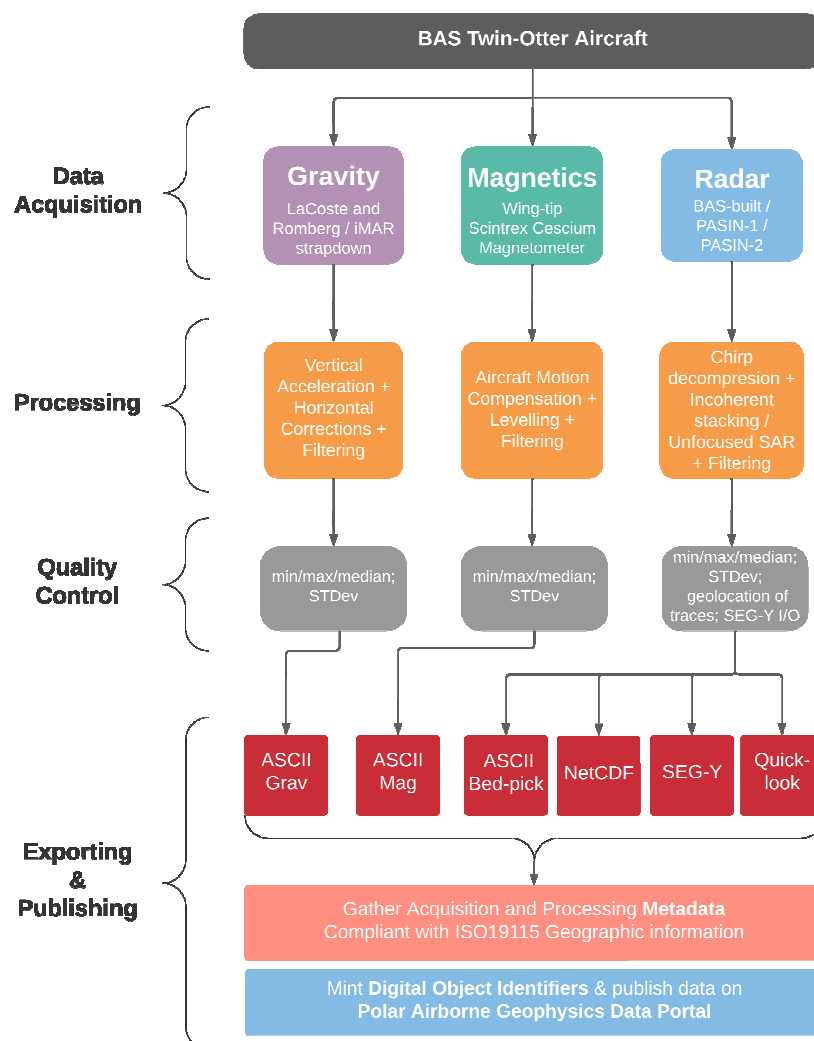 BAS Twin-Otter Aircraft
Data
Acquisition
Gravity
LaCoste and
Romberg / iMAR
strapdown
Magnetics
Wing-tip
Scintrex Cescium
Magnetometer
Radar
BAS-built /
PASIN-1 /
PASIN-2
Processing
Vertical
Acceleration +
Horizontal
Corrections +
Filtering
Aircraft Motion
Compensation +
Levelling +
Filtering
Chirp
decompresion +
Incoherent
stacking /
Unfocused SAR
+ Filtering
Quality
Control
min/max/median;
STDev
min/max/median;
STDev
min/max/median;
STDev;
geolocation of
traces; SEG-Y I/O
Exporting
&
Publishing
ASCII
Grav
ASCII
Mag
ASCII
Bed-pick
NetCDF
SEG-Y
Quick-
look
Gather Acquisition and Processing Metadata
Compliant with ISO19115 Geographic information
Mint Digital Object Identifiers & publish data on
Polar Airborne Geophysics Data Portal